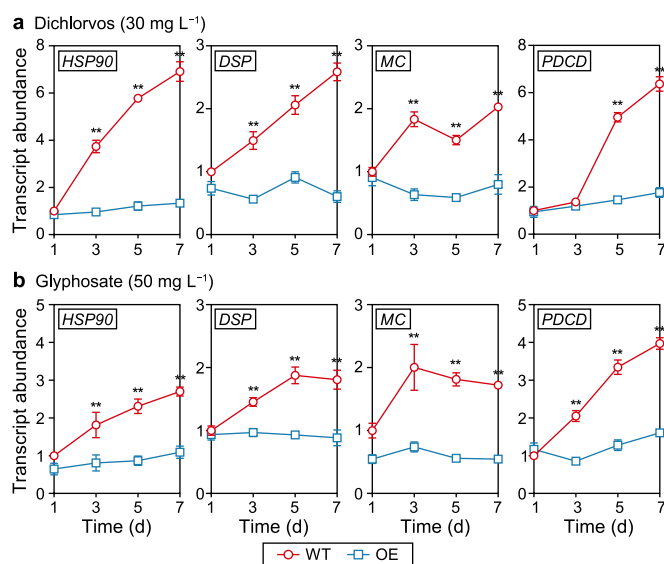 a Dichlorvos (30 mg L⁻¹)
Transcript abundance
HSP90
DSP
MC
PDCD
8
6
4
2
0
3
2
1
0
3
2
1
0
8
6
4
2
0
** ** **
** ** **
** ** **
** **
1 3 5 7
1 3 5 7
1 3 5 7
1 3 5 7
b Glyphosate (50 mg L⁻¹)
Transcript abundance
HSP90
DSP
MC
PDCD
5
4
3
2
1
0
3
2
1
0
3
2
1
0
5
4
3
2
1
0
** ** **
** ** **
** ** **
** ** **
1 3 5 7
1 3 5 7
1 3 5 7
1 3 5 7
Time (d)
Time (d)
Time (d)
Time (d)
WT OE